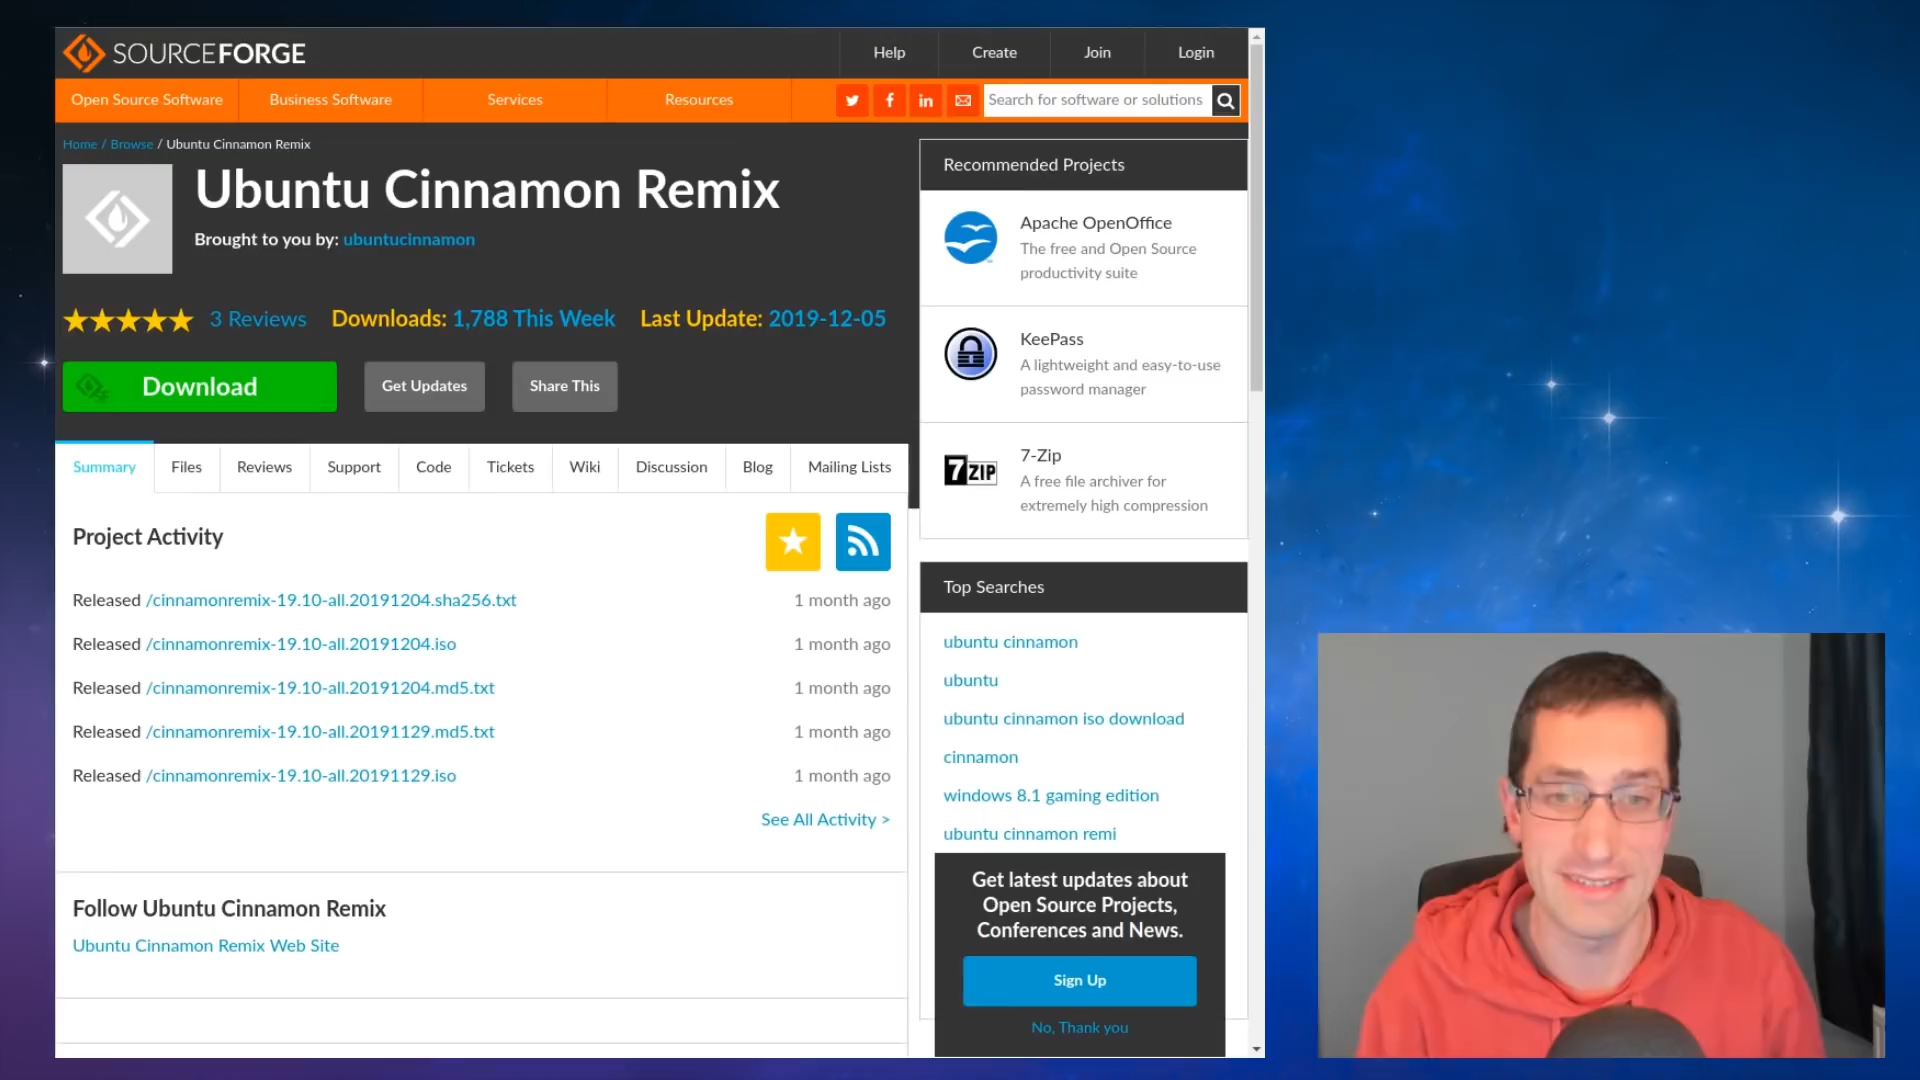 SOURCEFORGE
Help
Create
Join
Login
Open Source Software
Business Software
Services
Resources
Search for software or solutions
Home / Browse / Ubuntu Cinnamon Remix
Ubuntu Cinnamon Remix
Brought to you by: ubuntucinnamon
3 Reviews
Downloads: 1,788 This Week
Last Update: 2019-12-05
Download
Get Updates
Share This
Summary
Files
Reviews
Support
Code
Tickets
Wiki
Discussion
Blog
Mailing Lists
Project Activity
Released /cinnamonremix-19.10-all.20191204.sha256.txt
1 month ago
Released /cinnamonremix-19.10-all.20191204.iso
1 month ago
Released /cinnamonremix-19.10-all.20191204.md5.txt
1 month ago
Released /cinnamonremix-19.10-all.20191129.md5.txt
1 month ago
Released /cinnamonremix-19.10-all.20191129.iso
1 month ago
See All Activity >
Follow Ubuntu Cinnamon Remix
Ubuntu Cinnamon Remix Web Site
Recommended Projects
Apache OpenOffice
The free and Open Source
productivity suite
KeePass
A lightweight and easy-to-use
password manager
7ZIP
7-Zip
A free file archiver for
extremely high compression
Top Searches
ubuntu cinnamon
ubuntu
ubuntu cinnamon iso download
cinnamon
windows 8.1 gaming edition
ubuntu cinnamon remi
Get latest updates about
Open Source Projects,
Conferences and News.
Sign Up
No, Thank you